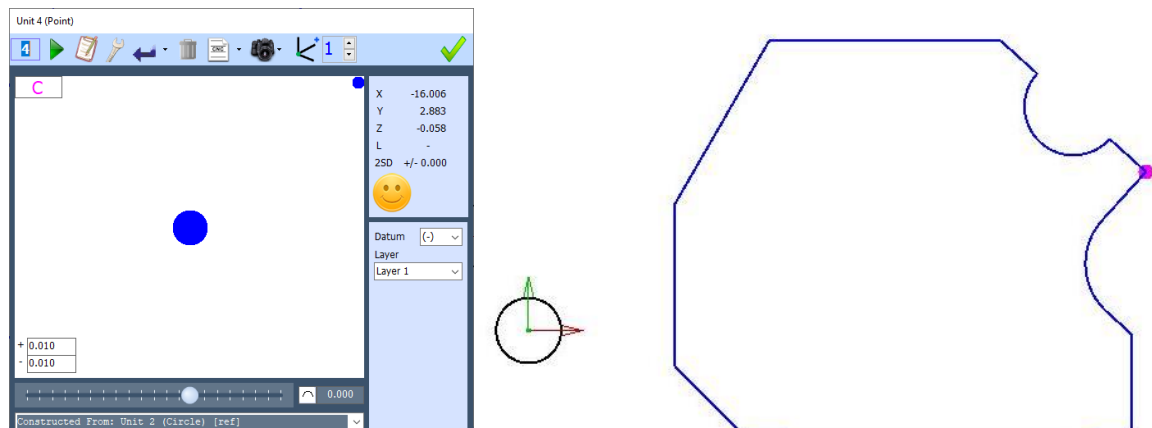 Unit 4 (Point)
4
CNC
1
C
X -16.006
Y 2.883
Z -0.058
L -
2SD +/- 0.000
Datum (-)
Layer
Layer 1
+ 0.010
- 0.010
0.000
Constructed From: Unit 2 (Circle) [ref]